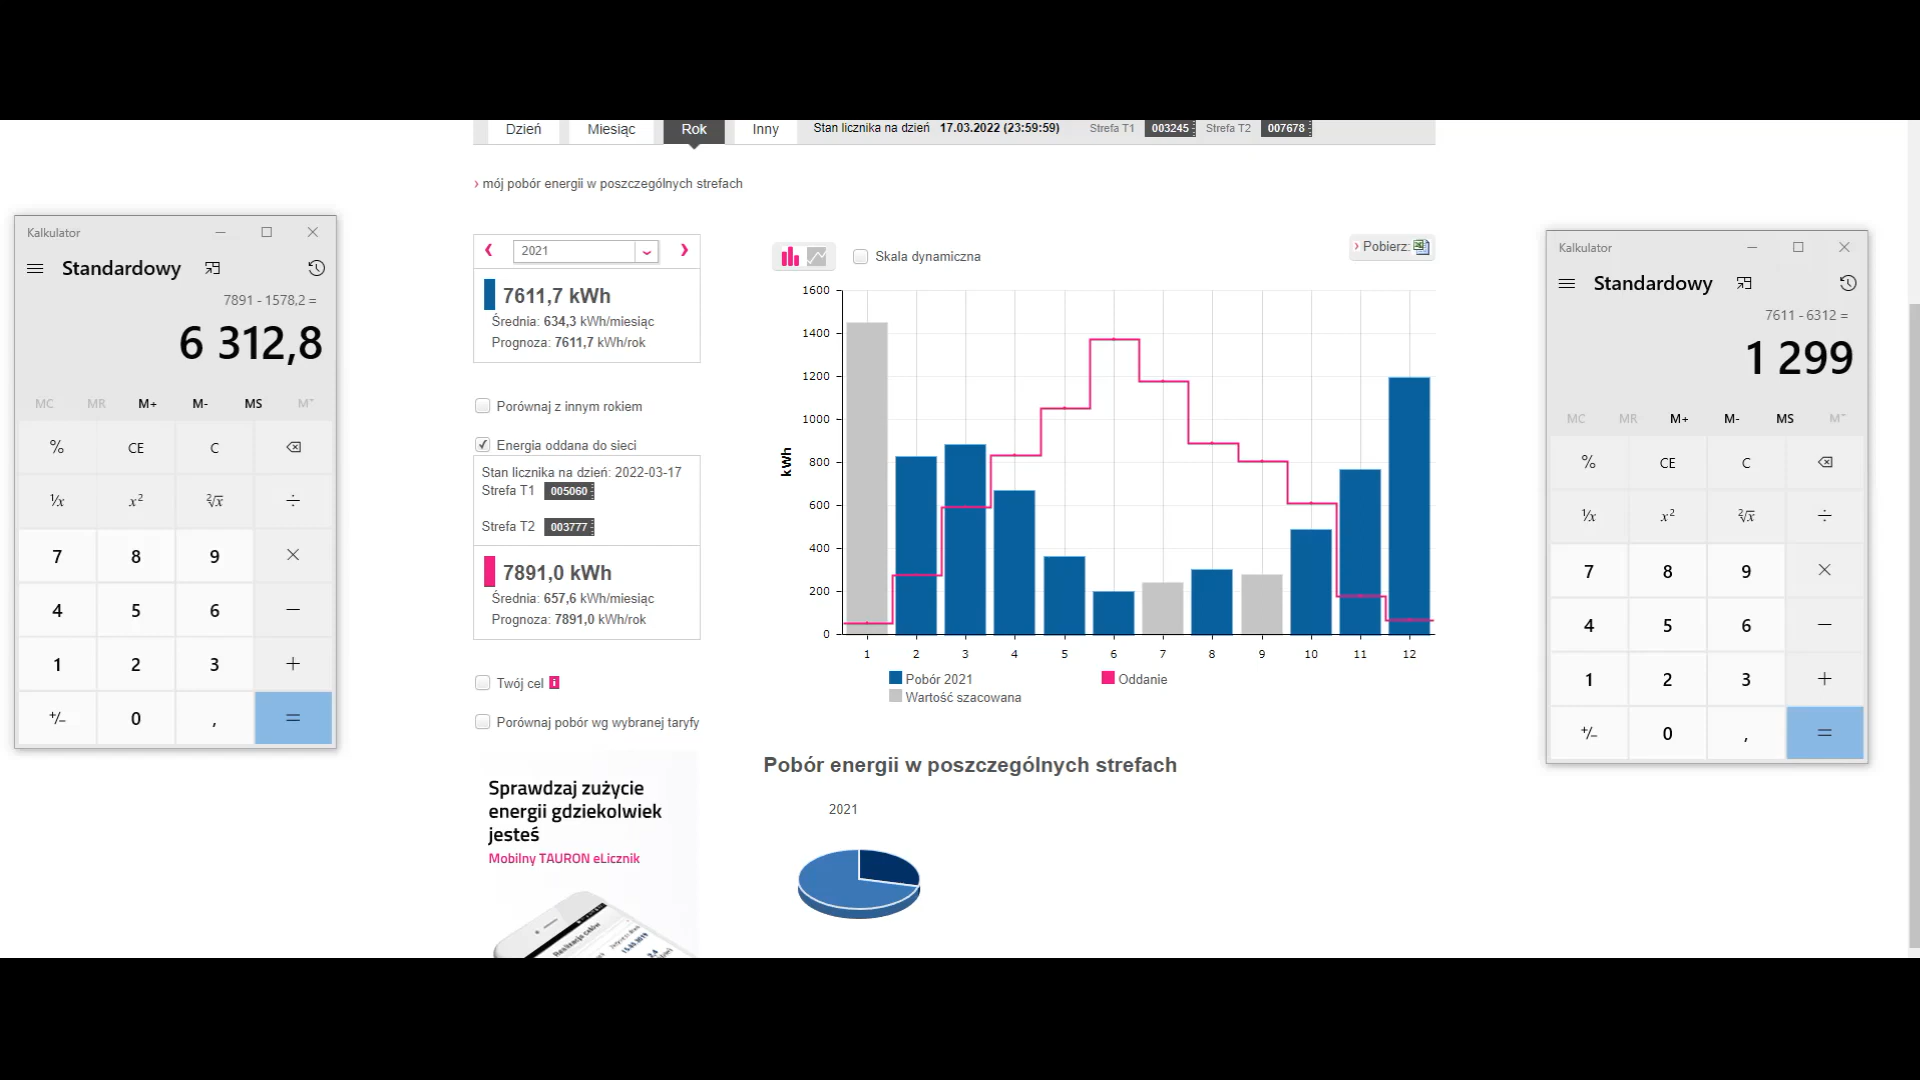 Dzień Miesiąc Rok Inny Stan licznika na dzień 17.03.2022 (23:59:59) Strefa T1 003245 Strefa T2 007678
› mój pobór energii w poszczególnych strefach
Kalkulator
Standardowy
7891 - 1578,2 =
6 312,8
MC MR M+ M- MS M˅
% CE C
¹/x x² ²√x ÷
7 8 9 ×
4 5 6 −
1 2 3 +
+/− 0 , =
2021
7611,7 kWh
Średnia: 634,3 kWh/miesiąc
Prognoza: 7611,7 kWh/rok
Porównaj z innym rokiem
Energia oddana do sieci
Stan licznika na dzień: 2022-03-17
Strefa T1 005060
Strefa T2 003777
7891,0 kWh
Średnia: 657,6 kWh/miesiąc
Prognoza: 7891,0 kWh/rok
Twój cel i
Porównaj pobór wg wybranej taryfy
Sprawdzaj zużycie
energii gdziekolwiek
jesteś
Mobilny TAURON eLicznik
Skala dynamiczna
› Pobierz:
kWh
1600
1400
1200
1000
800
600
400
200
0
1 2 3 4 5 6 7 8 9 10 11 12
Pobór 2021 Oddanie
Wartość szacowana
Pobór energii w poszczególnych strefach
2021
Kalkulator
Standardowy
7611 - 6312 =
1 299
MC MR M+ M- MS M˅
% CE C
¹/x x² ²√x ÷
7 8 9 ×
4 5 6 −
1 2 3 +
+/− 0 , =